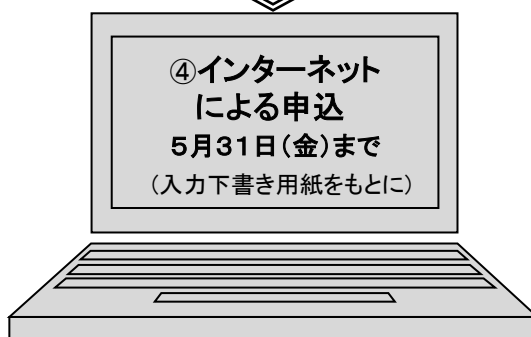 ④インターネット
による申込
5月31日(金)まで
(入力下書き用紙をもとに)